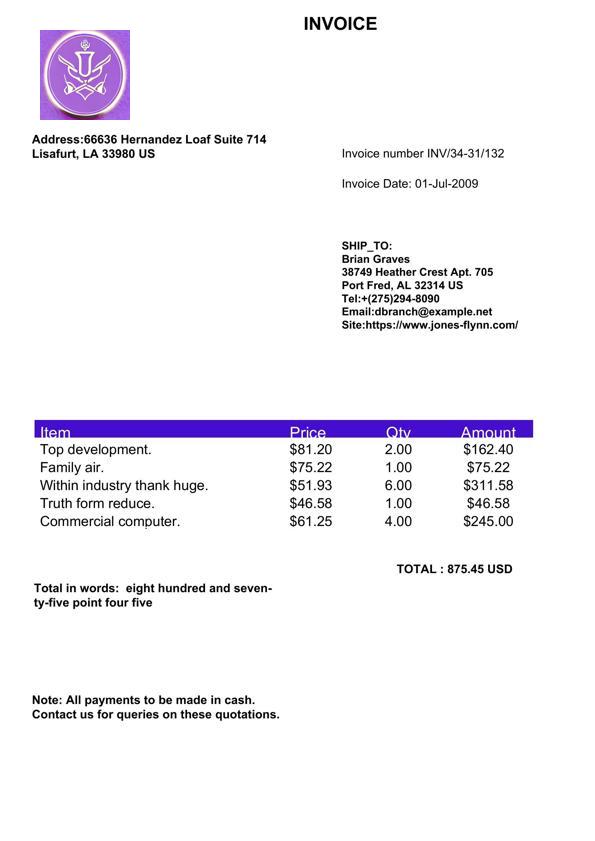 INVOICE
Address:66636 Hernandez Loaf Suite 714
Lisafurt, LA 33980 US
Invoice number INV/34-31/132
Invoice Date: 01-Jul-2009
SHIP_TO:
Brian Graves
38749 Heather Crest Apt. 705
Port Fred, AL 32314 US
Tel:+(275)294-8090
Email:dbranch@example.net
Site:https://www.jones-flynn.com/
Item Price Qty Amount
Top development. $81.20 2.00 $162.40
Family air. $75.22 1.00 $75.22
Within industry thank huge. $51.93 6.00 $311.58
Truth form reduce. $46.58 1.00 $46.58
Commercial computer. $61.25 4.00 $245.00
TOTAL : 875.45 USD
Total in words: eight hundred and seven-
ty-five point four five
Note: All payments to be made in cash.
Contact us for queries on these quotations.